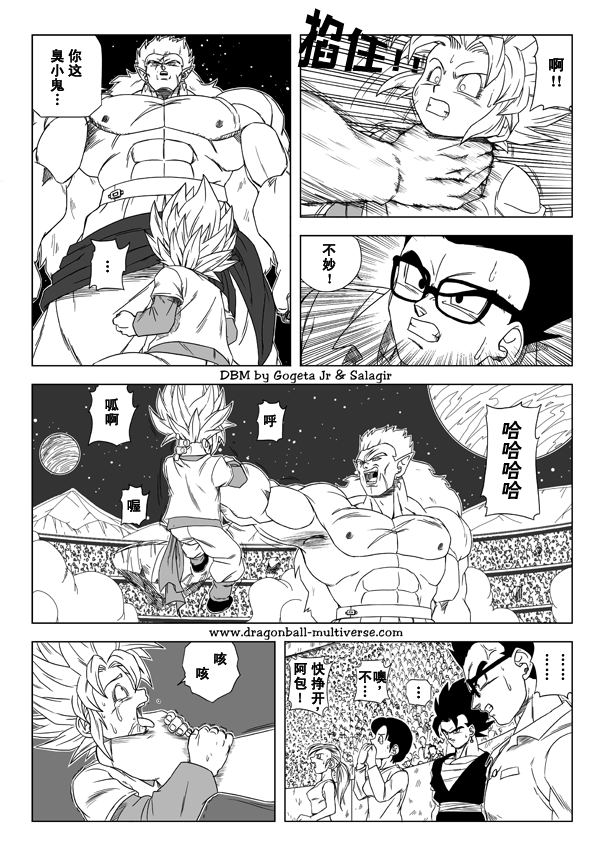 你这
臭小鬼…
…
掐住!!
啊!!
不妙!
DBM by Gogeta Jr & Salagir
呱啊
呼
喔
哈哈哈哈
www.dragonball-multiverse.com
咳
咳
快挣开,
阿包!
噢,
不…
……